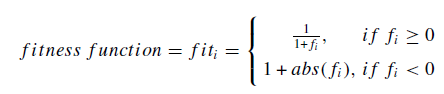 fitness function = fit_i = { 1/(1+f_i), if f_i ≥ 0
1 + abs(f_i), if f_i < 0